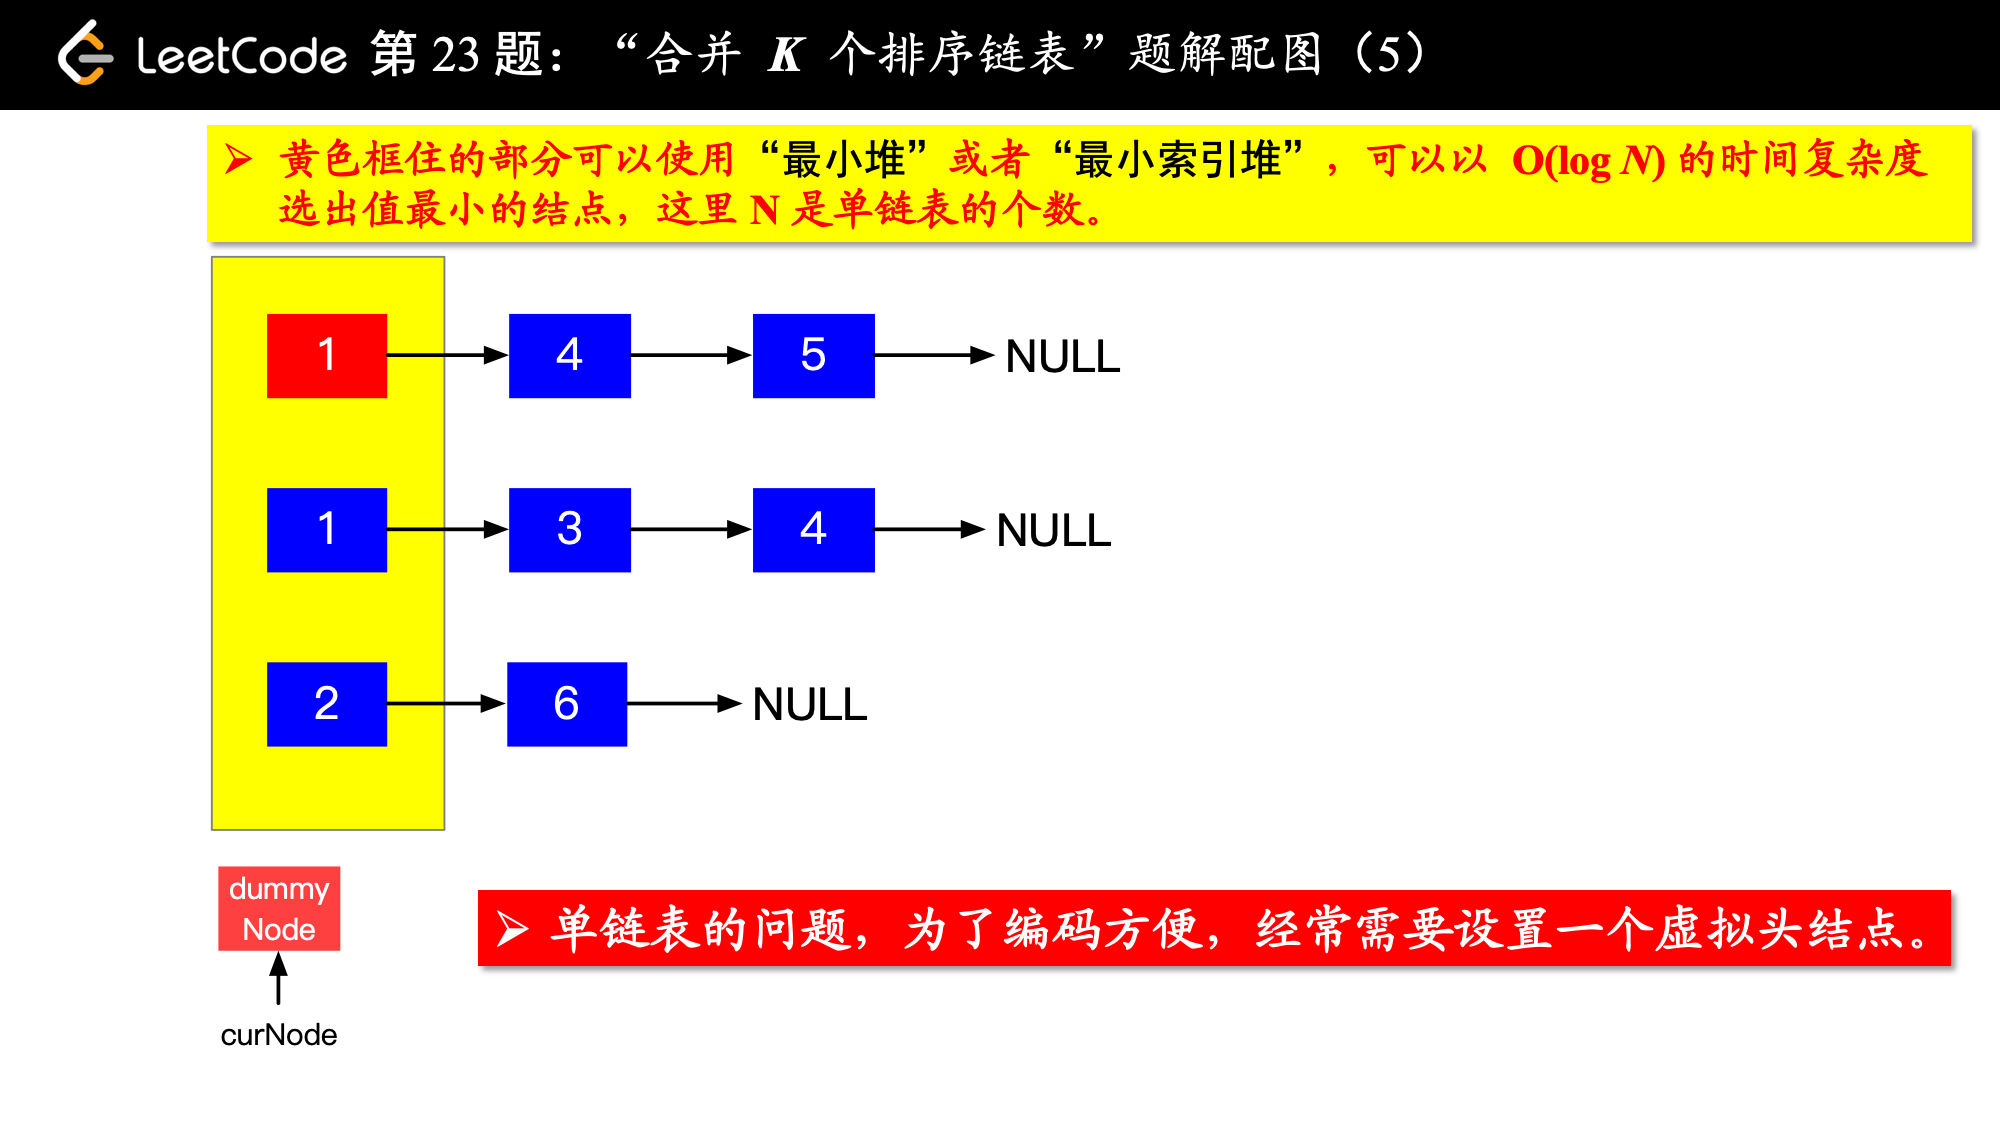 LeetCode 第 23 题：“合并 K 个排序链表”题解配图（5）
➢ 黄色框住的部分可以使用“最小堆”或者“最小索引堆”，可以以 O(log N) 的时间复杂度
选出值最小的结点，这里 N 是单链表的个数。
1 4 5 NULL
1 3 4 NULL
2 6 NULL
dummy
Node
➢ 单链表的问题，为了编码方便，经常需要设置一个虚拟头结点。
curNode